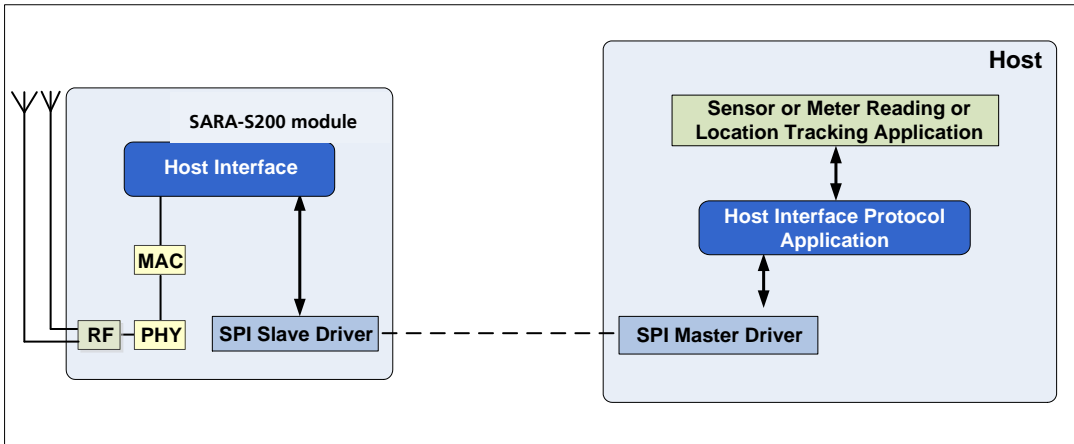 Host
SARA-S200 module
Host Interface
MAC
RF
PHY
SPI Slave Driver
Sensor or Meter Reading or
Location Tracking Application
Host Interface Protocol
Application
SPI Master Driver